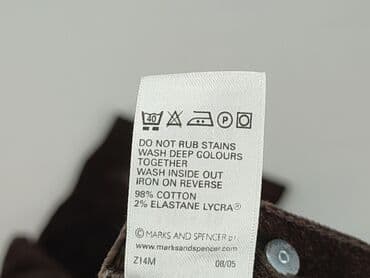 40
P
DO NOT RUB STAINS
WASH DEEP COLOURS
TOGETHER
WASH INSIDE OUT
IRON ON REVERSE
98% COTTON
2% ELASTANE LYCRA®
©MARKS AND SPENCER
www.marksandspencer.com
Z14M 08/05